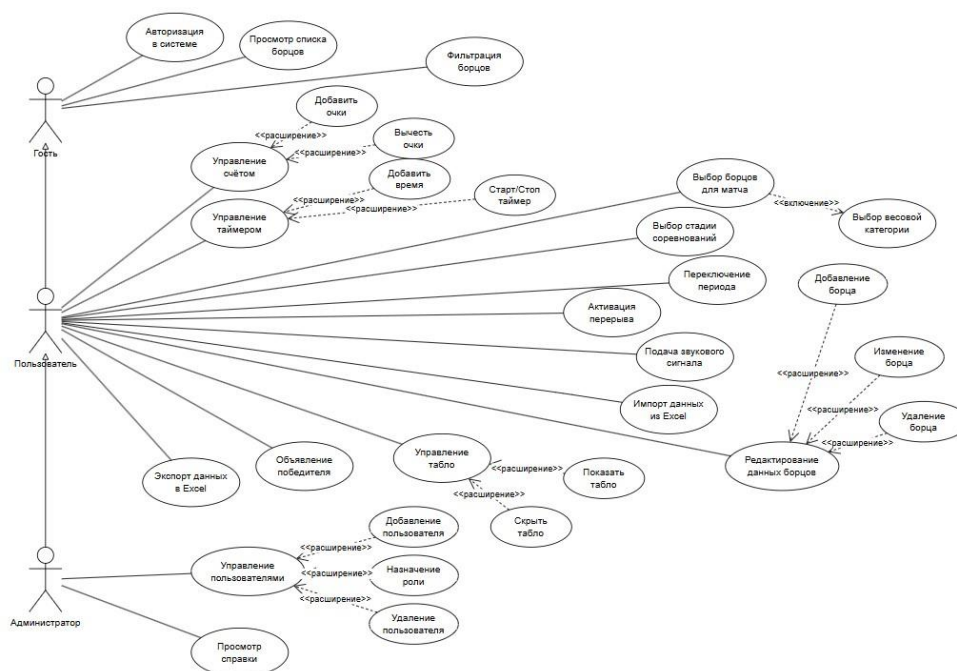 Авторизация
в системе
Просмотр списка
борцов
Фильтрация
борцов
Гость
Добавить
очки
<<расширение>>
Вычесть
очки
<<расширение>>
Управление
счётом
Добавить
время
<<расширение>>
Старт/Стоп
таймер
<<расширение>>
Управление
таймером
Выбор борцов
для матча
<<включение>>
Выбор весовой
категории
Выбор стадии
соревнований
Переключение
периода
Добавление
борца
Активация
перерыва
Пользователь
Подача звукового
сигнала
Изменение
борца
<<расширение>>
Импорт данных
из Excel
<<расширение>>
Удаление
борца
<<расширение>>
Редактирование
данных борцов
Управление
табло
Объявление
победителя
Экспорт данных
в Excel
<<расширение>>
Показать
табло
<<расширение>>
Скрыть
табло
Добавление
пользователя
<<расширение>>
Управление
пользователями
<<расширение>>
Назначение
роли
<<расширение>>
Удаление
пользователя
Администратор
Просмотр
справки